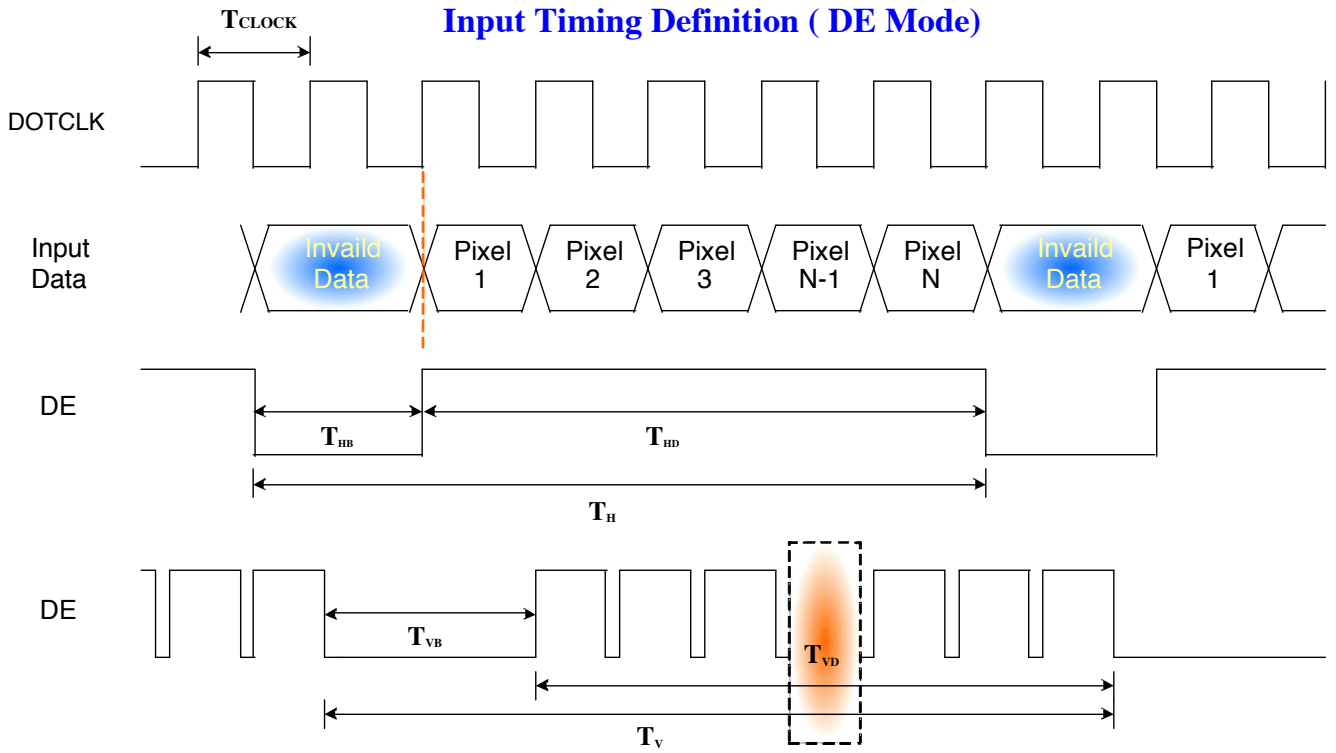 Input Timing Definition ( DE Mode)
TCLOCK
DOTCLK
Input
Data
Invaild
Data
Pixel
1
Pixel
2
Pixel
3
Pixel
N-1
Pixel
N
Invaild
Data
Pixel
1
DE
THB
THD
TH
DE
TVB
TVD
TV